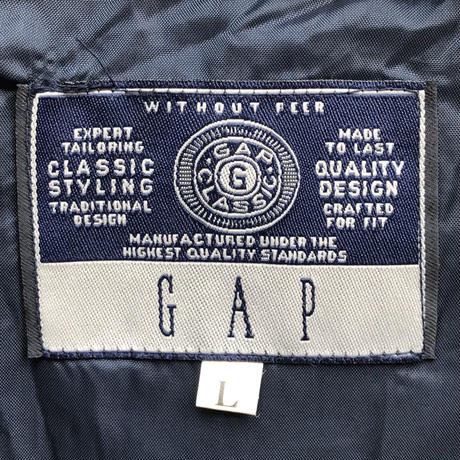 WITHOUT PEER
EXPERT
TAILORING
CLASSIC
STYLING
TRADITIONAL
DESIGN
GAP
G
CLASSIC
MADE
TO LAST
QUALITY
DESIGN
CRAFTED
FOR FIT
MANUFACTURED UNDER THE
HIGHEST QUALITY STANDARDS
GAP
L